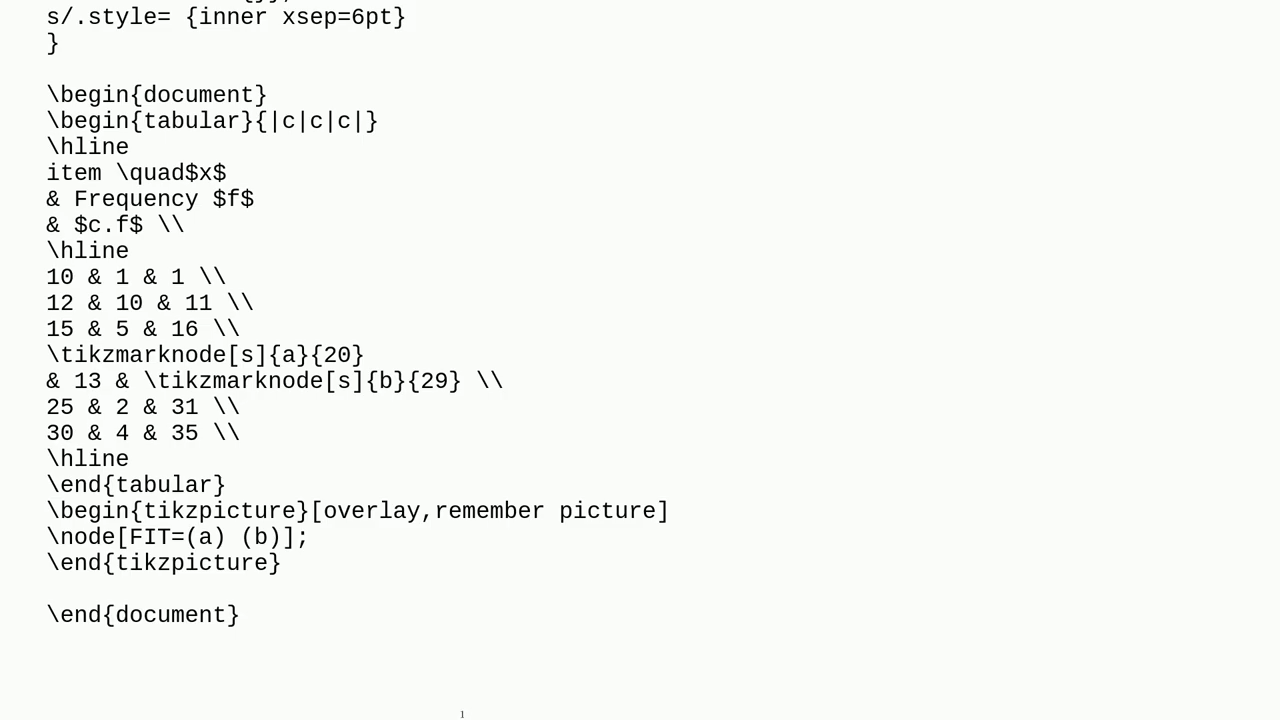 s/.style= {inner xsep=6pt}
}
\begin{document}
\begin{tabular}{|c|c|c|}
\hline
item \quad$x$
& Frequency $f$
& $c.f$ \\
\hline
10 & 1 & 1 \\
12 & 10 & 11 \\
15 & 5 & 16 \\
\tikzmarknode[s]{a}{20}
& 13 & \tikzmarknode[s]{b}{29} \\
25 & 2 & 31 \\
30 & 4 & 35 \\
\hline
\end{tabular}
\begin{tikzpicture}[overlay,remember picture]
\node[FIT=(a) (b)];
\end{tikzpicture}
\end{document}
1